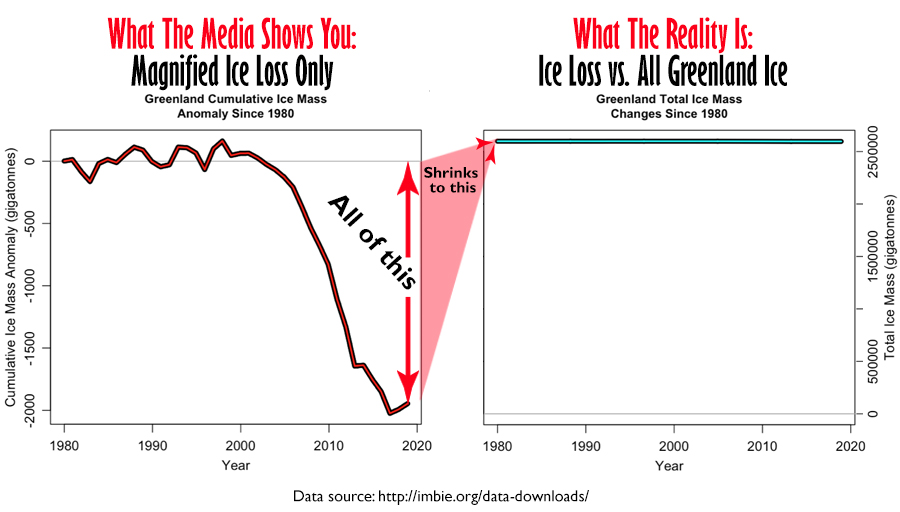 What The Media Shows You:
Magnified Ice Loss Only
Greenland Cumulative Ice Mass
Anomaly Since 1980
Cumulative Ice Mass Anomaly (gigatonnes)
0
-500
-1000
-1500
-2000
All of this
1980
1990
2000
2010
2020
Year
Shrinks
to this
What The Reality Is:
Ice Loss vs. All Greenland Ice
Greenland Total Ice Mass
Changes Since 1980
2500000
1500000
500000
0
Total Ice Mass (gigatonnes)
1980
1990
2000
2010
2020
Year
Data source: http://imbie.org/data-downloads/